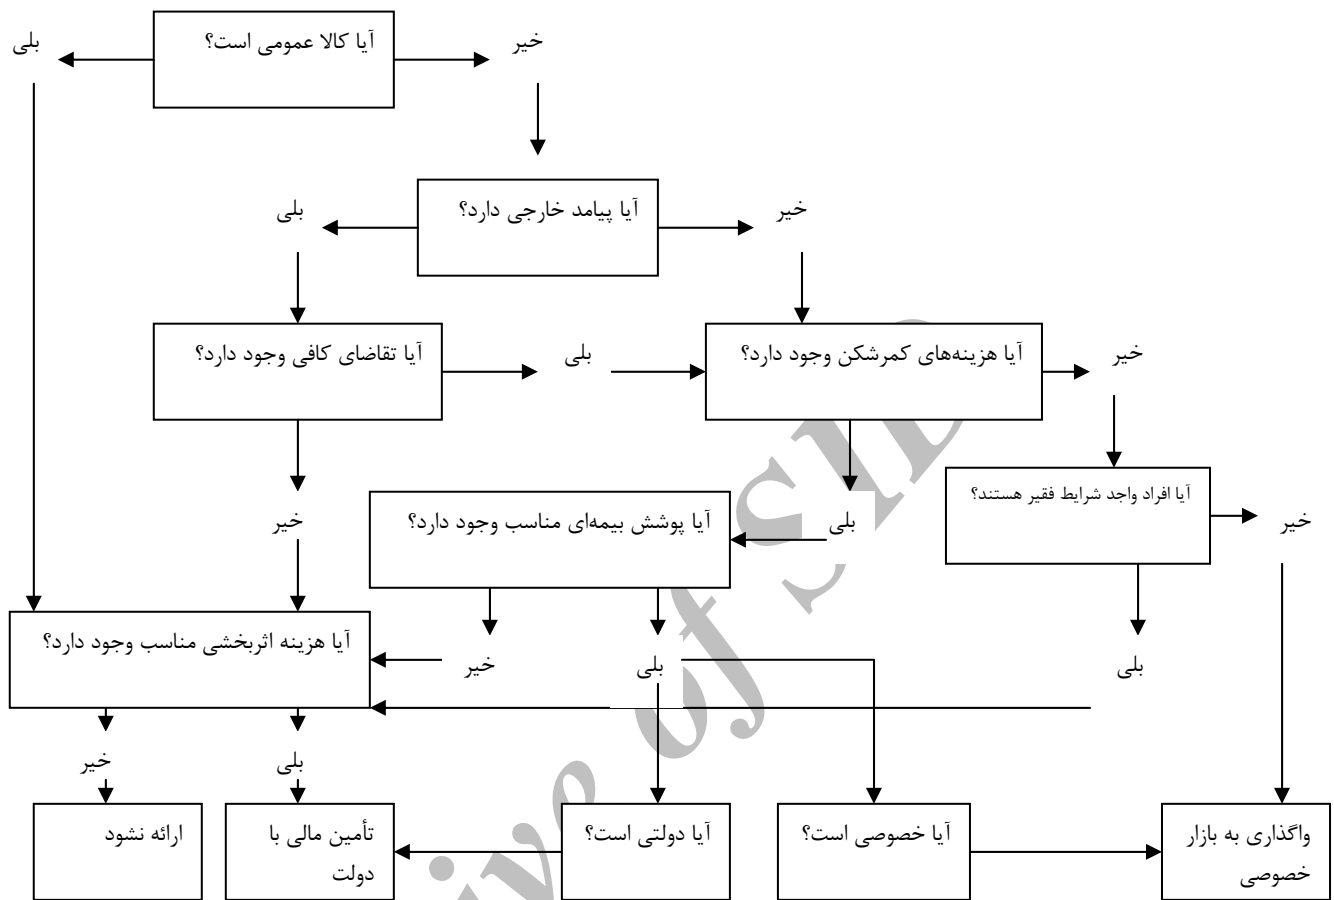 آیا کالا عمومی است؟
خیر
بلی
آیا پیامد خارجی دارد؟
خیر
بلی
آیا تقاضای کافی وجود دارد؟
بلی
آیا هزینه‌های کمرشکن وجود دارد؟
خیر
آیا افراد واجد شرایط فقیر هستند؟
خیر
بلی
آیا پوشش بیمه‌ای مناسب وجود دارد؟
خیر
آیا هزینه اثربخشی مناسب وجود دارد؟
خیر
بلی
بلی
خیر
بلی
واگذاری به بازار
خصوصی
آیا خصوصی است؟
آیا دولتی است؟
تأمین مالی با
دولت
ارائه نشود
ive of SID